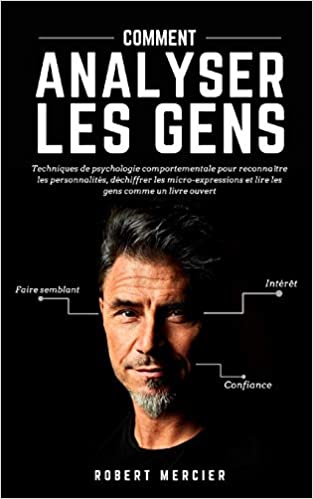 COMMENT
ANALYSER
LES GENS
Techniques de psychologie comportementale pour reconnaître
les personnalités, déchiffrer les micro-expressions et lire les
gens comme un livre ouvert
Faire semblant
Intérêt
Confiance
ROBERT MERCIER